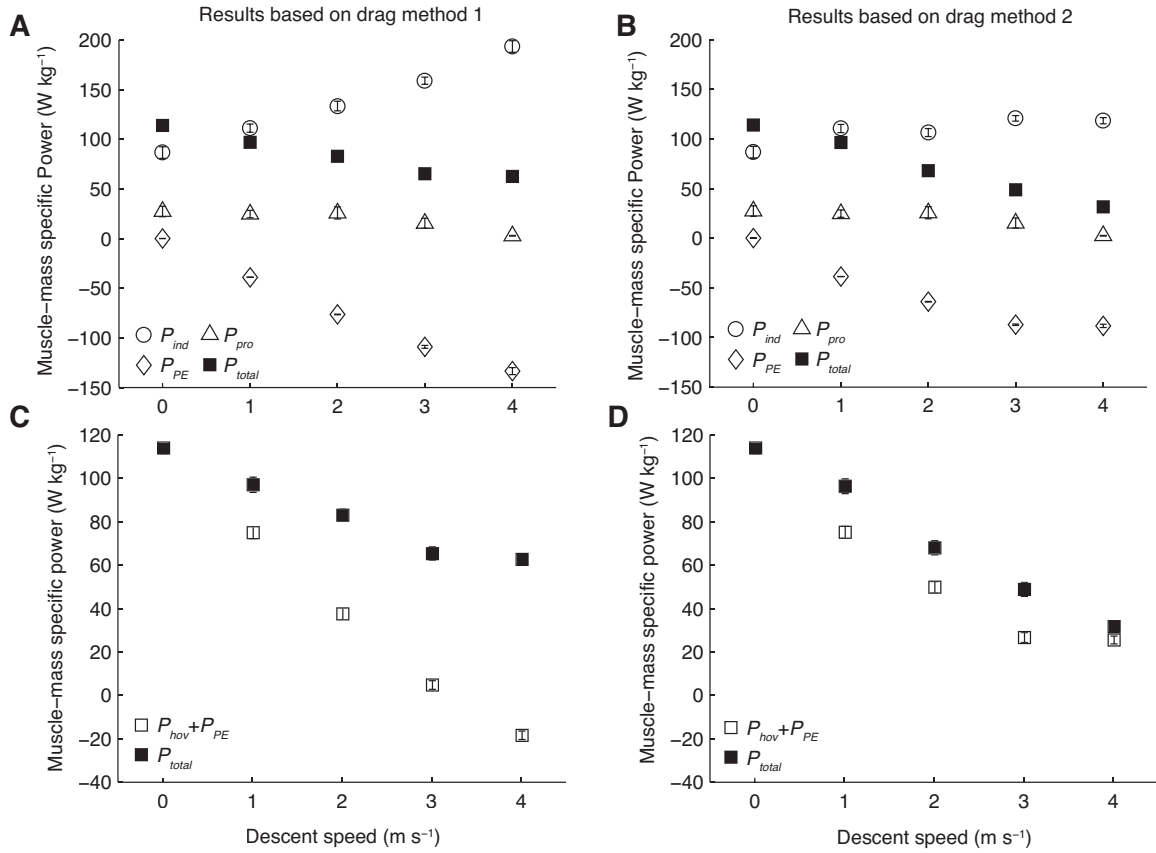 Results based on drag method 1
A
Muscle−mass specific Power (W kg⁻¹)
200
150
100
50
0
−50
−100
−150
P_ind P_pro
P_PE P_total
0 1 2 3 4
Results based on drag method 2
B
Muscle−mass specific Power (W kg⁻¹)
200
150
100
50
0
−50
−100
−150
P_ind P_pro
P_PE P_total
0 1 2 3 4
C
Muscle−mass specific power (W kg⁻¹)
120
100
80
60
40
20
0
−20
−40
P_hov+P_PE
P_total
0 1 2 3 4
Descent speed (m s⁻¹)
D
Muscle−mass specific power (W kg⁻¹)
120
100
80
60
40
20
0
−20
−40
P_hov+P_PE
P_total
0 1 2 3 4
Descent speed (m s⁻¹)